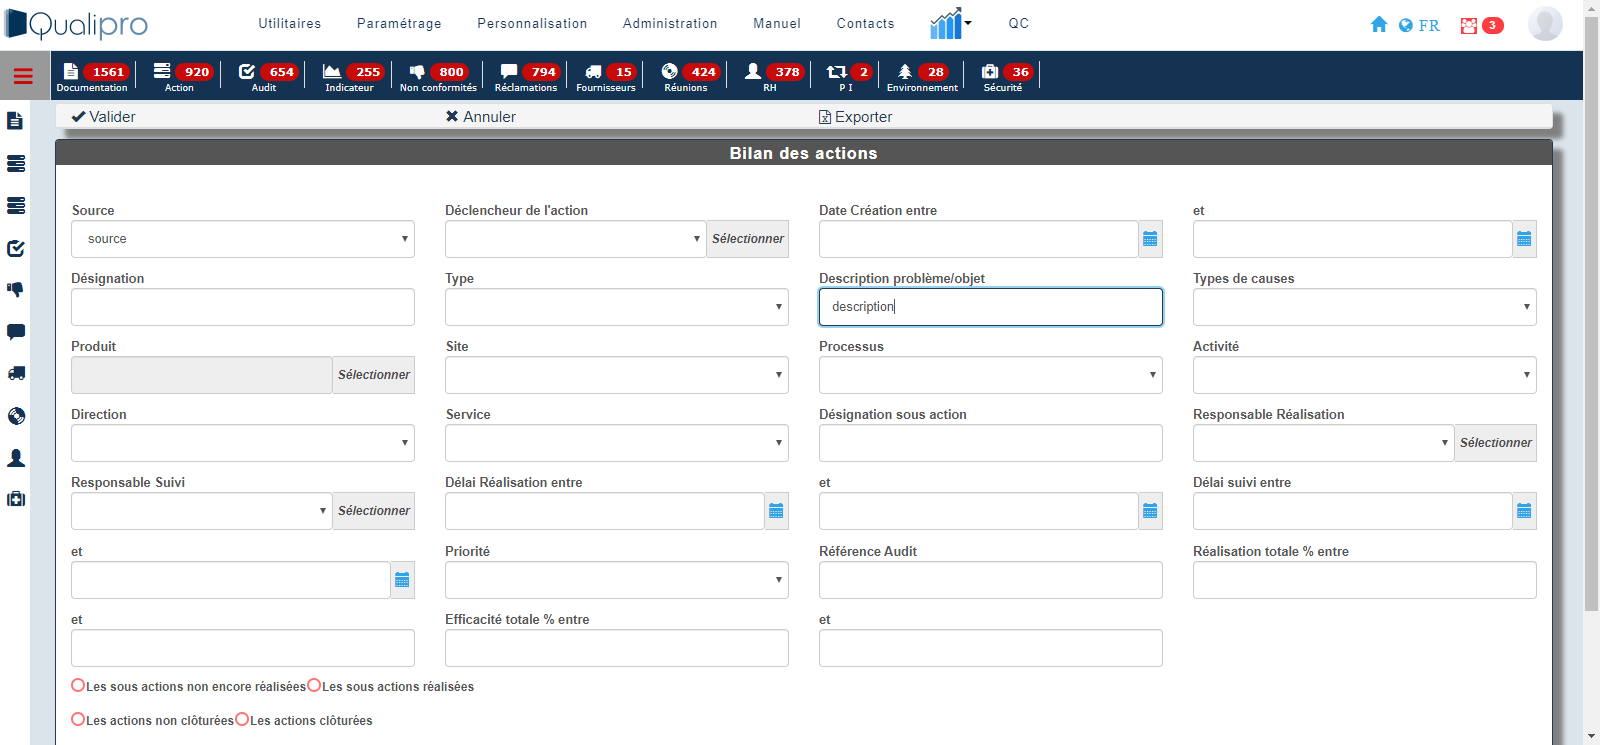 Qualipro
Utilitaires Paramétrage Personnalisation Administration Manuel Contacts QC
FR 3
1561 920 654 255 800 794 15 424 378 2 28 36
Documentation Action Audit Indicateur Non conformités Réclamations Fournisseurs Réunions RH P I Environnement Sécurité
Valider Annuler Exporter
Bilan des actions
Source Déclencheur de l'action Date Création entre et
source Sélectionner
Désignation Type Description problème/objet Types de causes
description
Produit Site Processus Activité
Sélectionner
Direction Service Désignation sous action Responsable Réalisation
Sélectionner
Responsable Suivi Délai Réalisation entre et Délai suivi entre
Sélectionner
et Priorité Référence Audit Réalisation totale % entre
et Efficacité totale % entre et
Les sous actions non encore réalisées Les sous actions réalisées
Les actions non clôturées Les actions clôturées